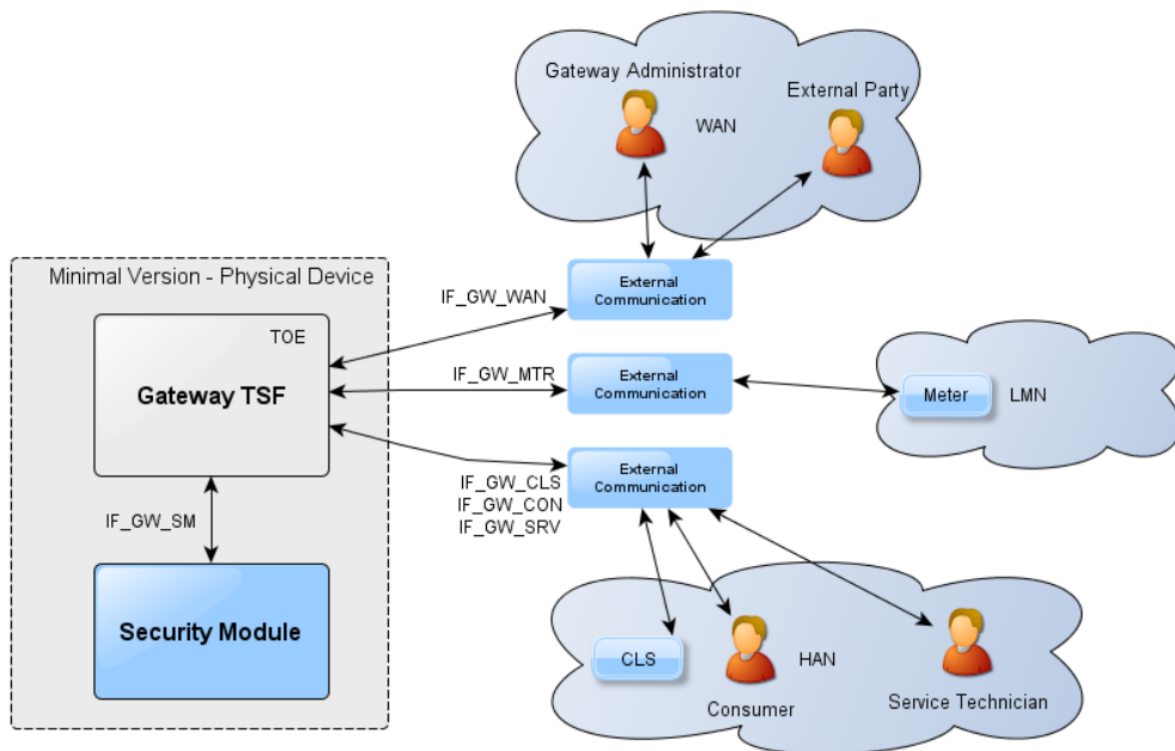 Gateway Administrator
External Party
WAN
Minimal Version - Physical Device
TOE
Gateway TSF
IF_GW_SM
Security Module
IF_GW_WAN
External
Communication
IF_GW_MTR
External
Communication
Meter
LMN
IF_GW_CLS
IF_GW_CON
IF_GW_SRV
External
Communication
CLS
HAN
Consumer
Service Technician